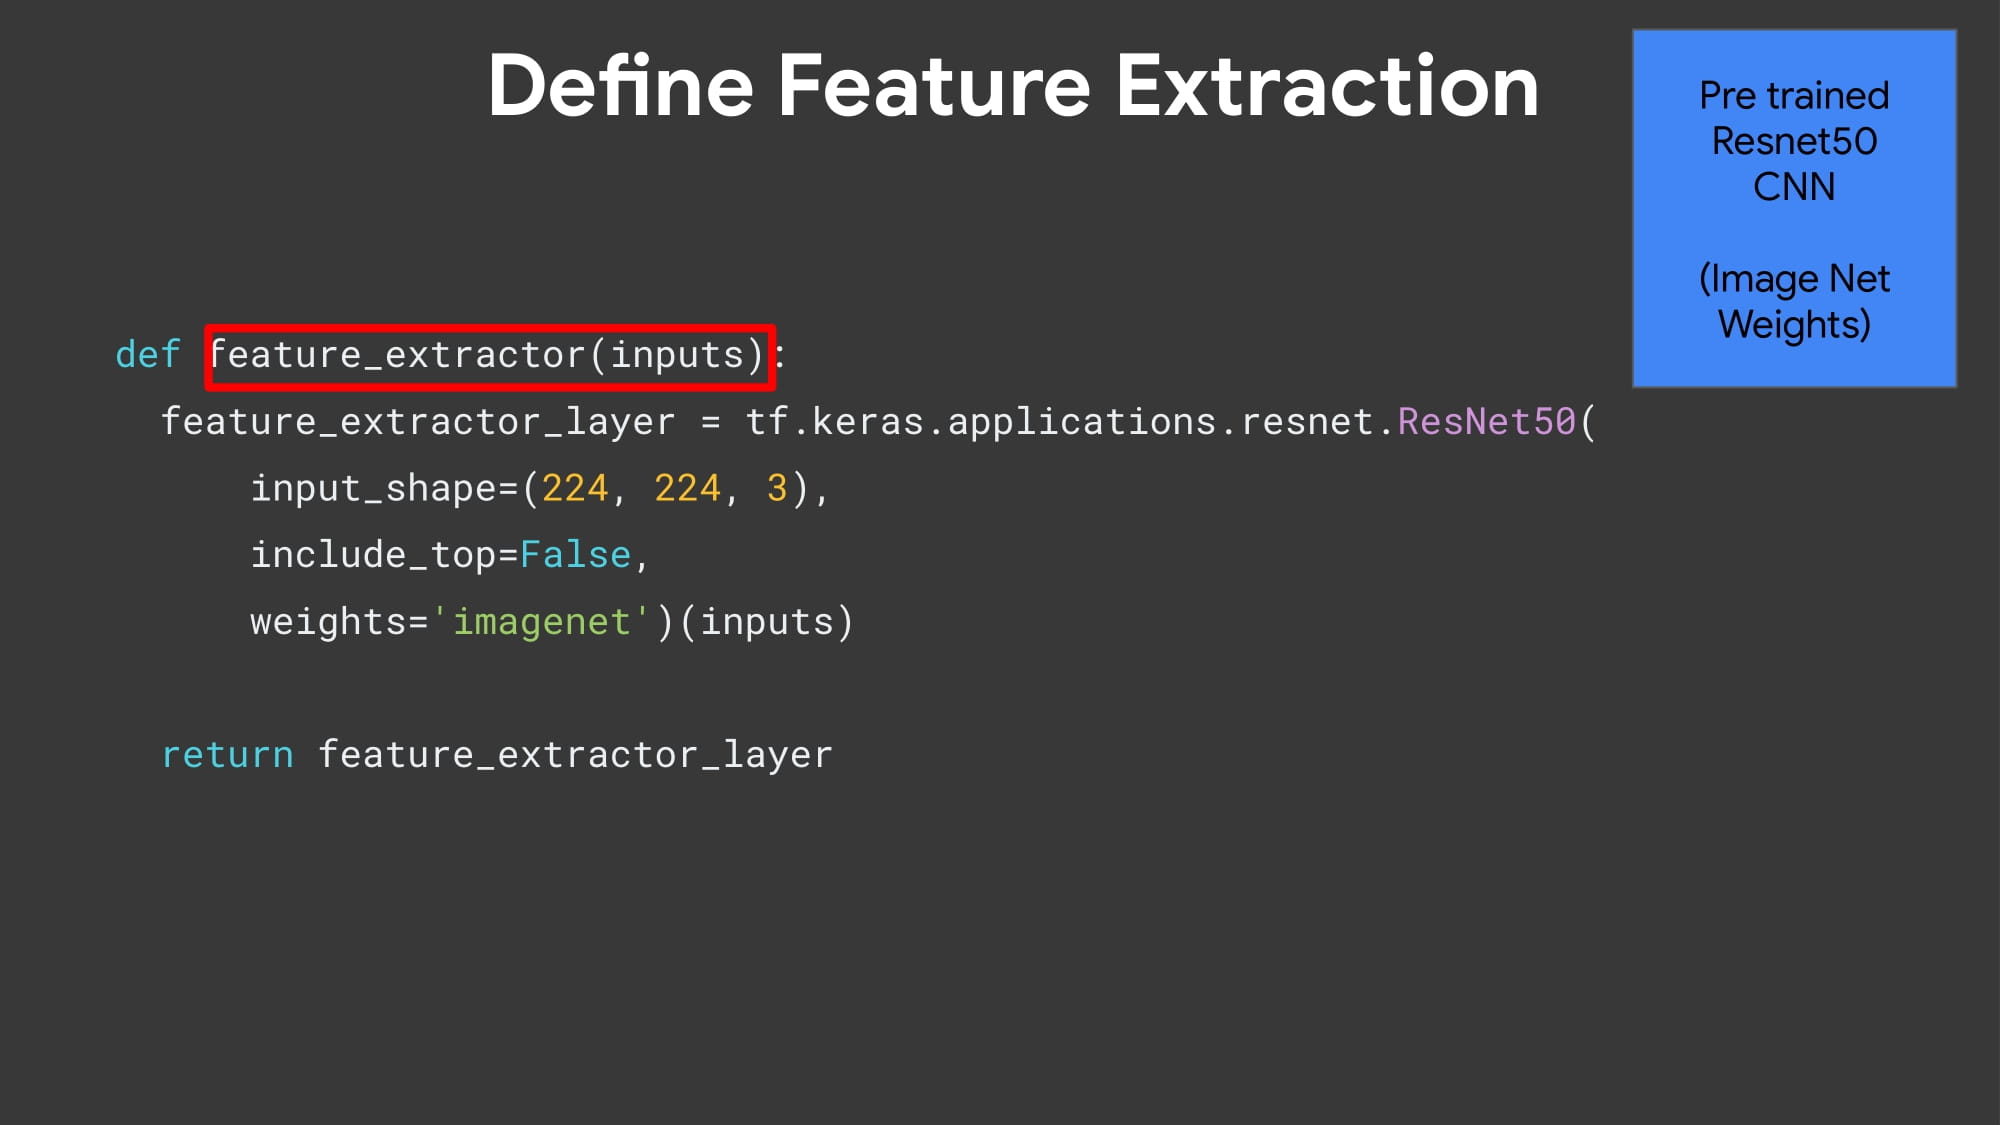 Define Feature Extraction
Pre trained
Resnet50
CNN
(Image Net
Weights)
def feature_extractor(inputs):
  feature_extractor_layer = tf.keras.applications.resnet.ResNet50(
      input_shape=(224, 224, 3),
      include_top=False,
      weights='imagenet')(inputs)
  return feature_extractor_layer